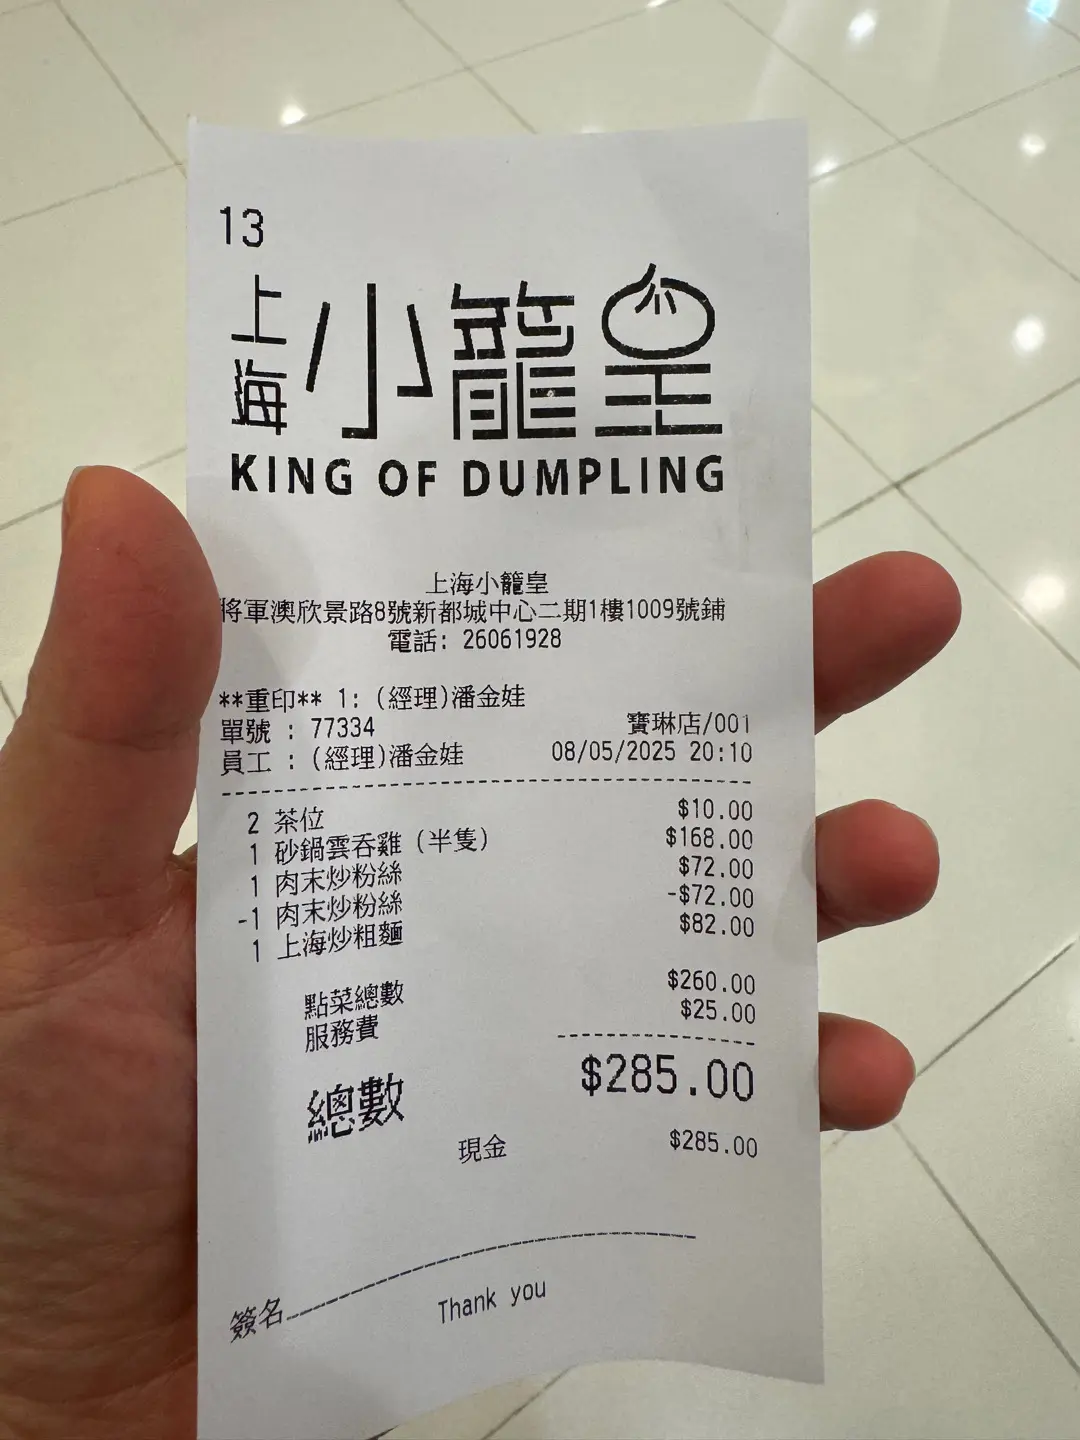 13
上海小籠皇
KING OF DUMPLING
上海小籠皇
將軍澳欣景路8號新都城中心二期1樓1009號鋪
電話: 26061928
**重印** 1: (經理)潘金娃
單號 : 77334 寶琳店/001
員工 : (經理)潘金娃 08/05/2025 20:10
2 茶位 $10.00
1 砂鍋雲吞雞 (半隻) $168.00
1 肉末炒粉絲 $72.00
-1 肉末炒粉絲 -$72.00
1 上海炒粗麵 $82.00
點菜總數 $260.00
服務費 $25.00
總數 $285.00
現金 $285.00
簽名
Thank you